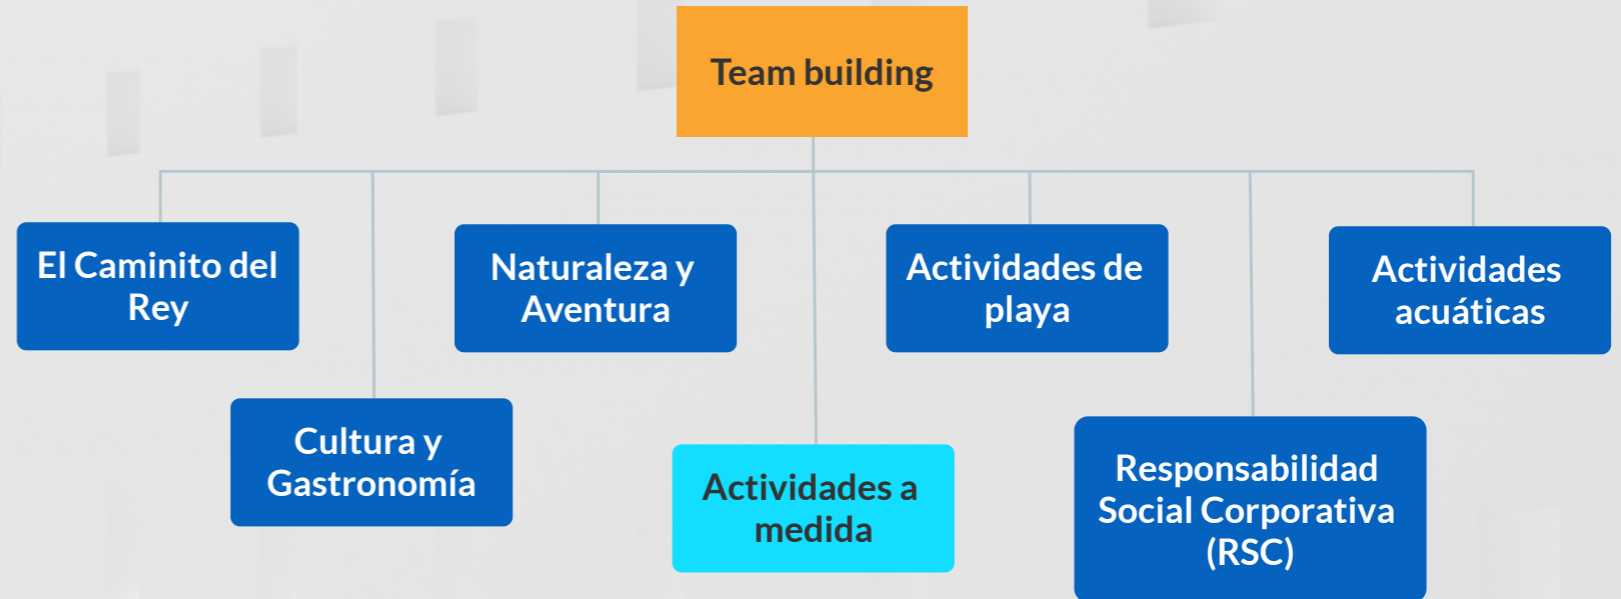 Team building
El Caminito del
Rey
Naturaleza y
Aventura
Actividades de
playa
Actividades
acuáticas
Cultura y
Gastronomía
Actividades a
medida
Responsabilidad
Social Corporativa
(RSC)